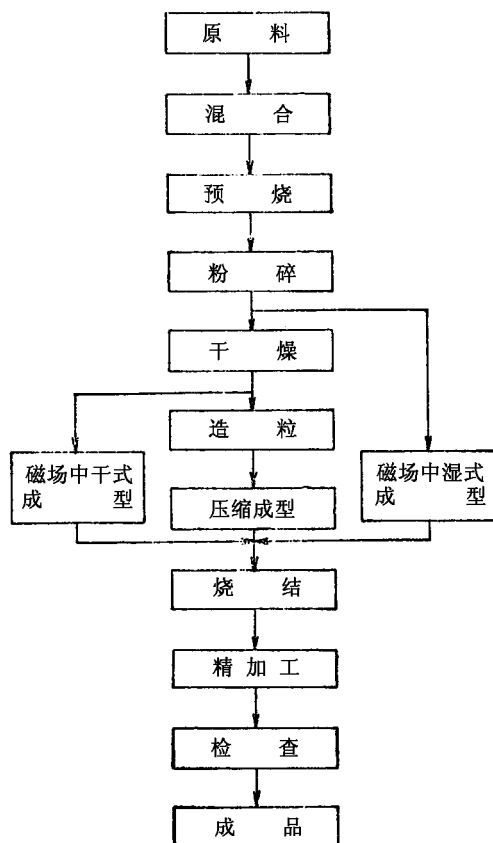 原 料
混 合
预 烧
粉 碎
干 燥
造 粒
磁场中干式
成 型
压缩成型
磁场中湿式
成 型
烧 结
精 加 工
检 查
成 品